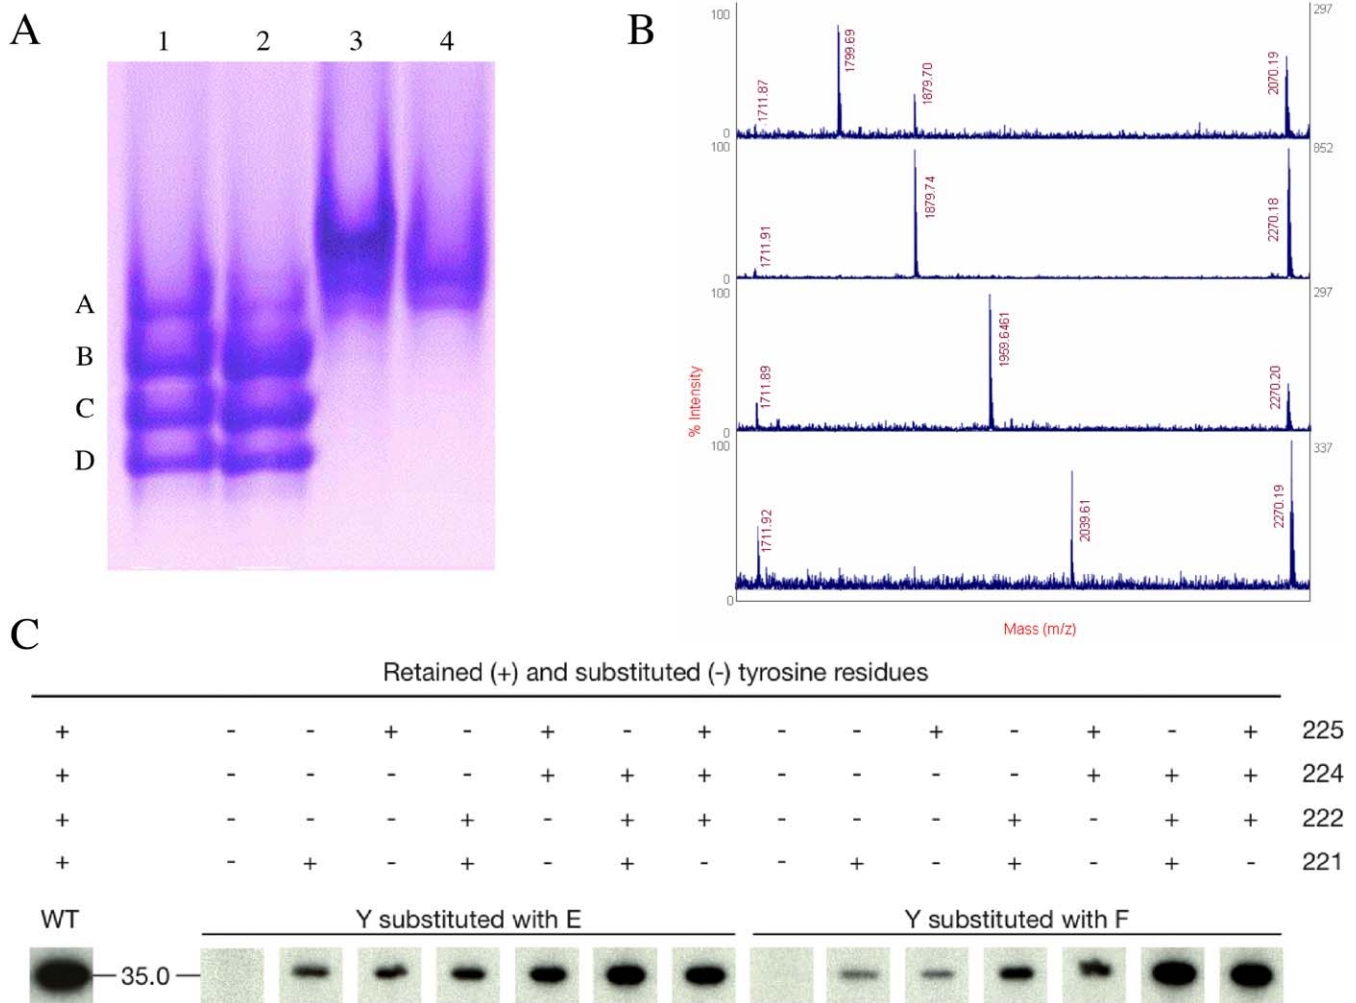 A
1 2 3 4
A
B
C
D
B
100
297
1711.87
1799.69
1879.70
2070.19
0
100
852
1711.91
1879.74
2270.18
0
100
297
1711.89
1959.6461
2270.20
0
100
337
1711.92
2039.61
2270.19
0
% Intensity
Mass (m/z)
C
Retained (+) and substituted (-) tyrosine residues
+ - - + - + - + - - + - + - + 225
+ - - - - + + + - - - - + + + 224
+ - - - + - + + - - - + - + + 222
+ - + - + - + - - + - + - + - 221
WT Y substituted with E Y substituted with F
35.0